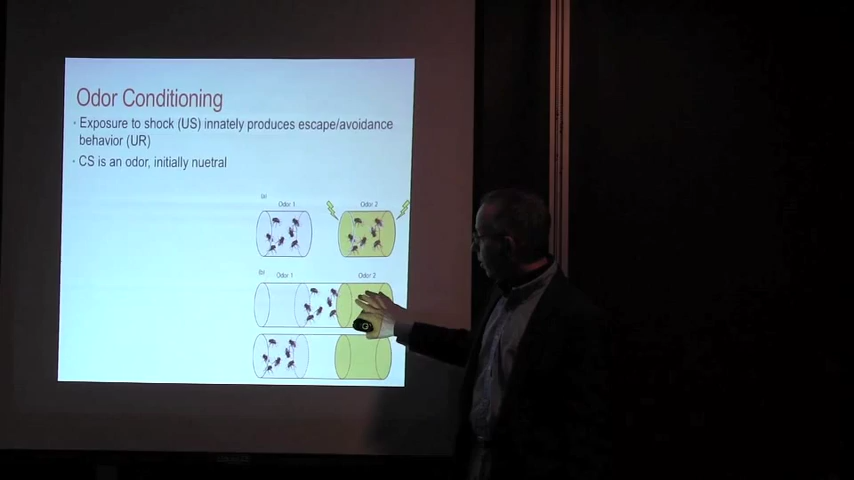 Odor Conditioning
• Exposure to shock (US) innately produces escape/avoidance
behavior (UR)
• CS is an odor, initially nuetral
(a)
Odor 1 Odor 2
(b) Odor 1 Odor 2